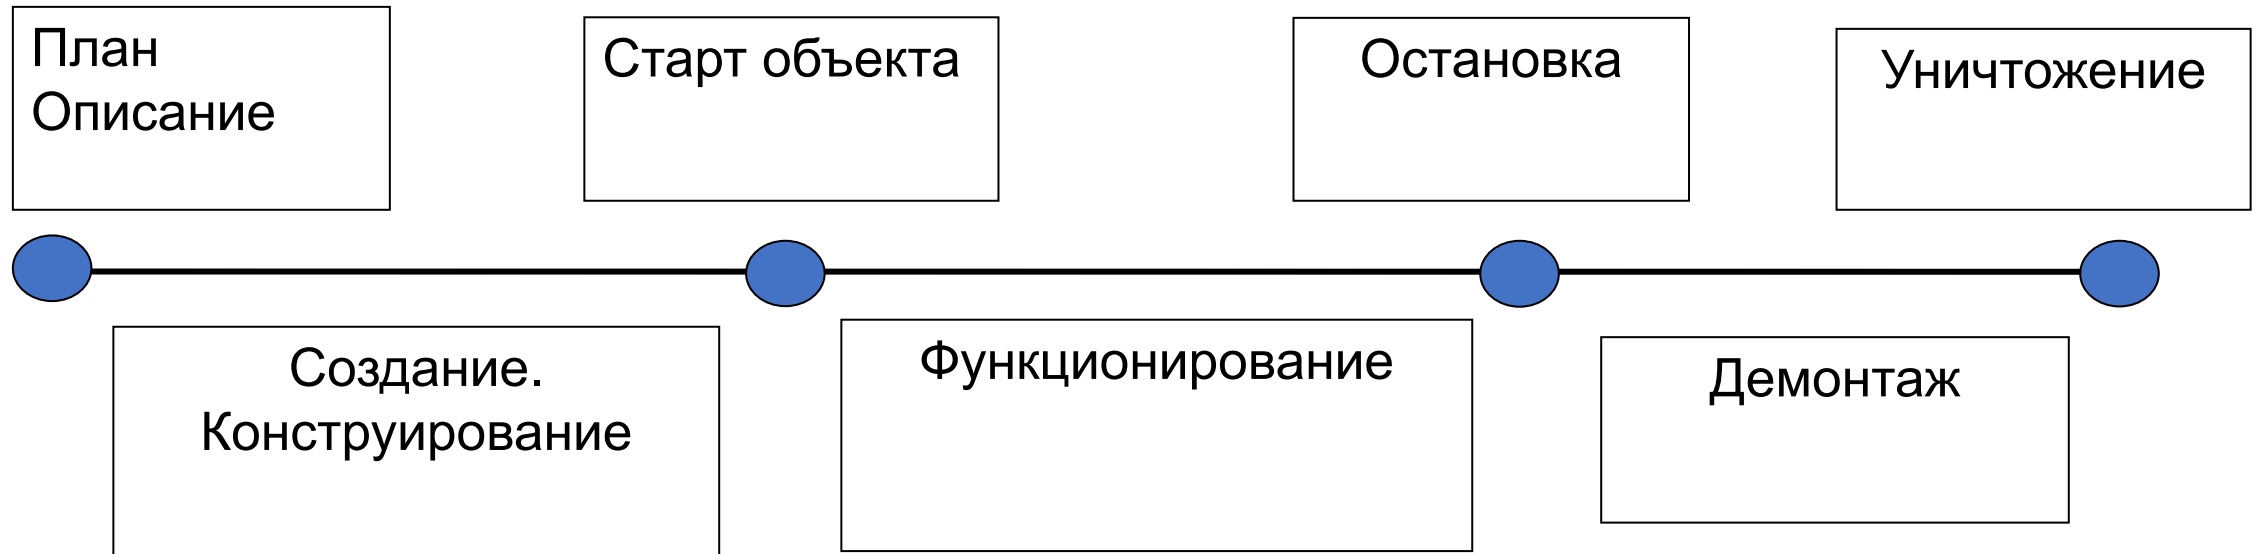 План
Описание
Старт объекта
Остановка
Уничтожение
Создание.
Конструирование
Функционирование
Демонтаж